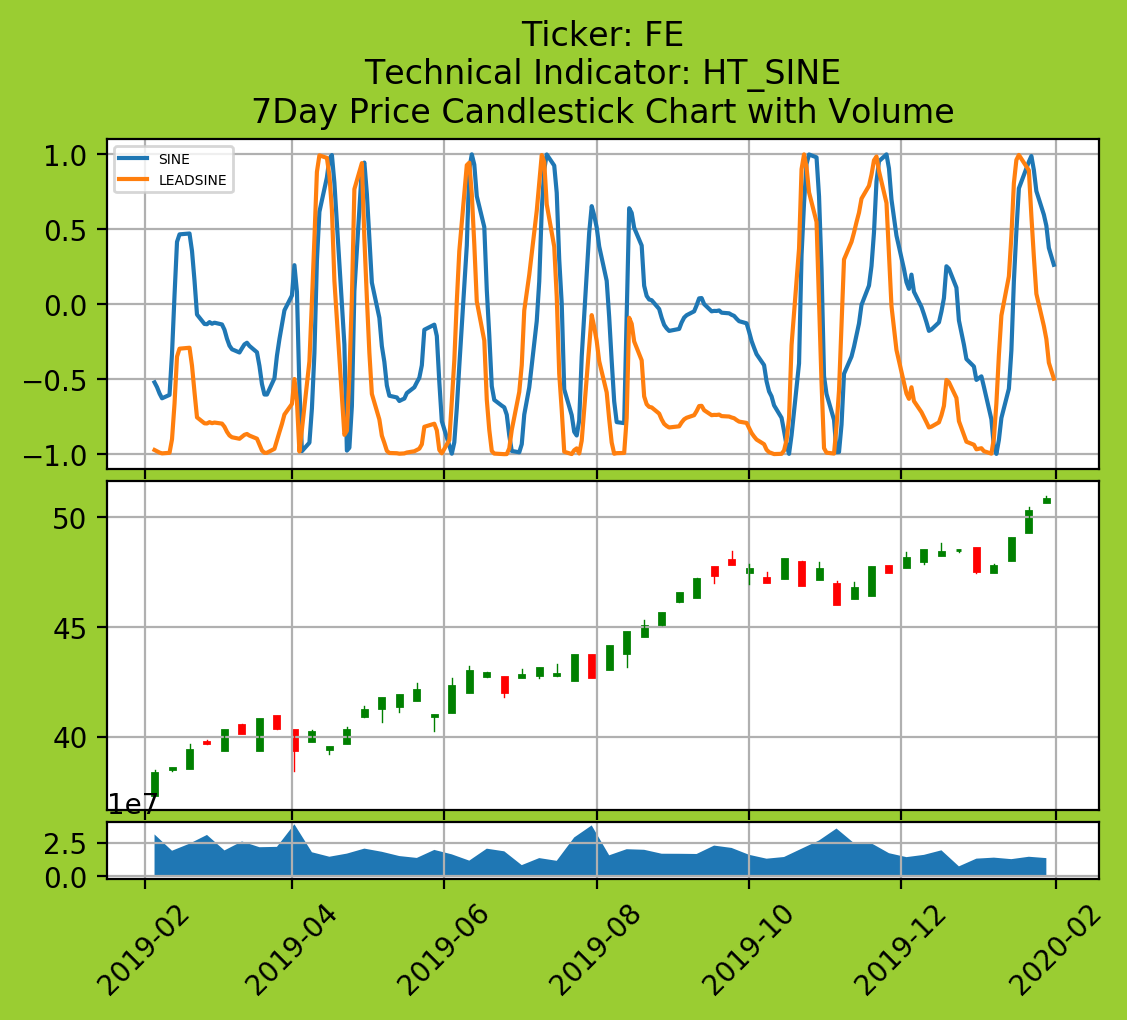 Ticker: FE
Technical Indicator: HT_SINE
7Day Price Candlestick Chart with Volume
SINE
LEADSINE
1.0
0.5
0.0
−0.5
−1.0
50
45
40
1e7
2.5
0.0
2019-02
2019-04
2019-06
2019-08
2019-10
2019-12
2020-02